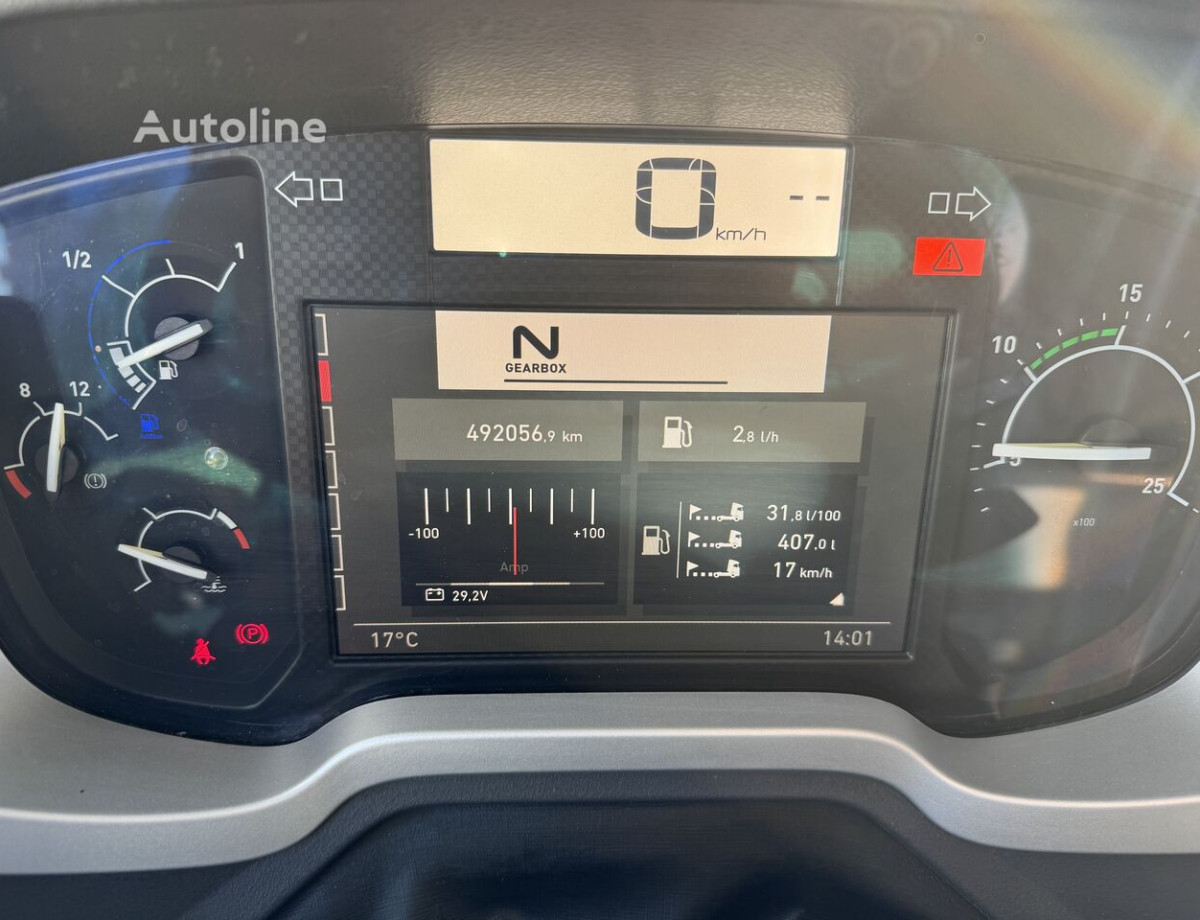 Autoline
0 km/h --
1/2 1
8 12
N
GEARBOX
492056,9 km
2,8 l/h
-100 +100
Amp
29,2V
31,8 l/100
407,0 l
17 km/h
17°C
14:01
P
10 15
25
x100